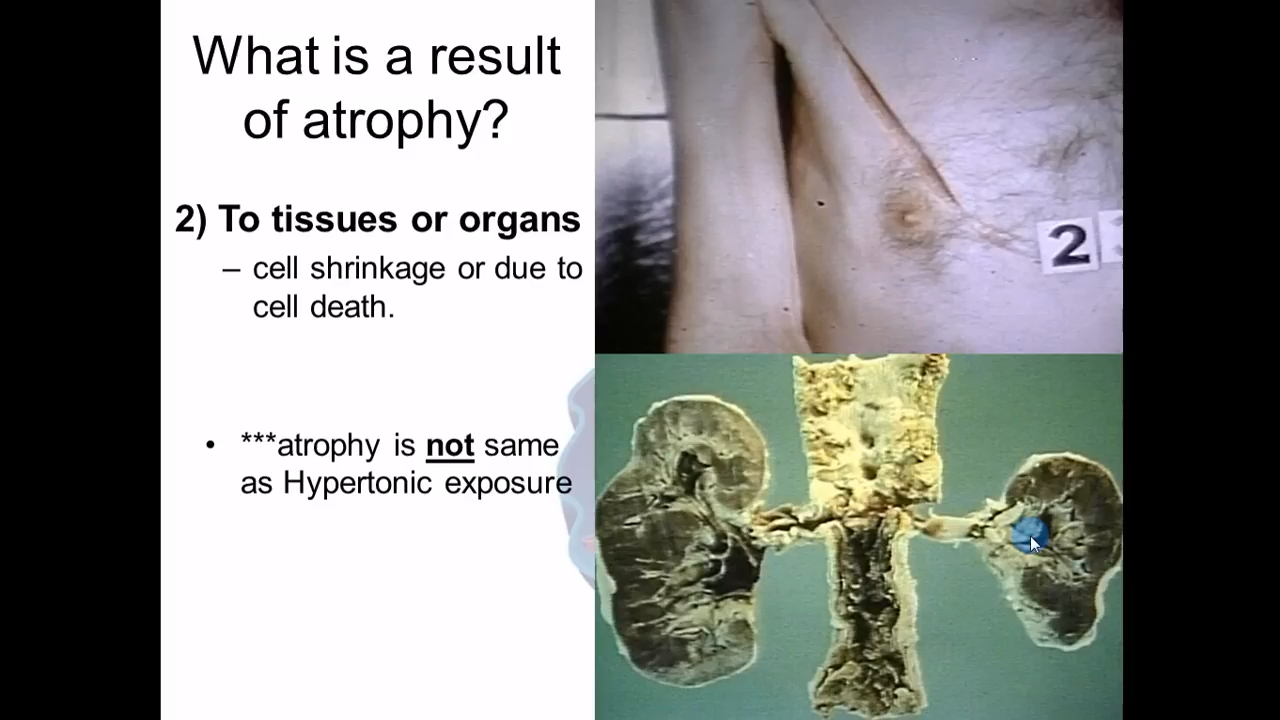 What is a result
of atrophy?
2) To tissues or organs
– cell shrinkage or due to
cell death.
• ***atrophy is not same
as Hypertonic exposure
2